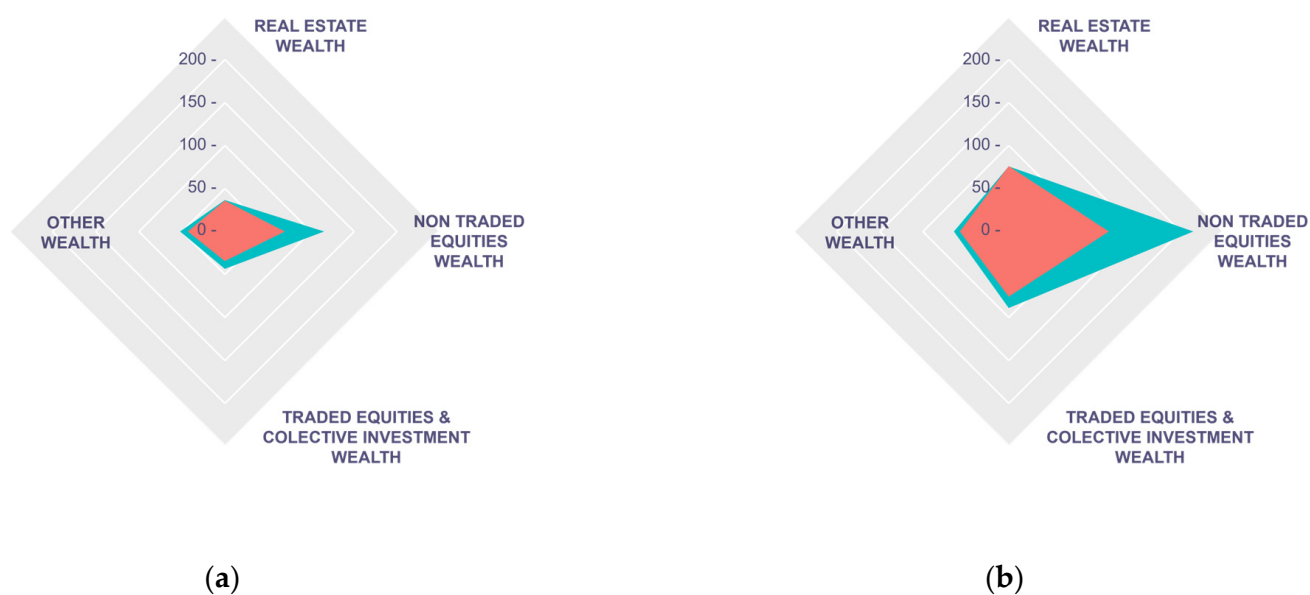 REAL ESTATE
WEALTH
200 -
150 -
100 -
50 -
0 -
OTHER
WEALTH
NON TRADED
EQUITIES
WEALTH
TRADED EQUITIES &
COLECTIVE INVESTMENT
WEALTH
(a)
REAL ESTATE
WEALTH
200 -
150 -
100 -
50 -
0 -
OTHER
WEALTH
NON TRADED
EQUITIES
WEALTH
TRADED EQUITIES &
COLECTIVE INVESTMENT
WEALTH
(b)